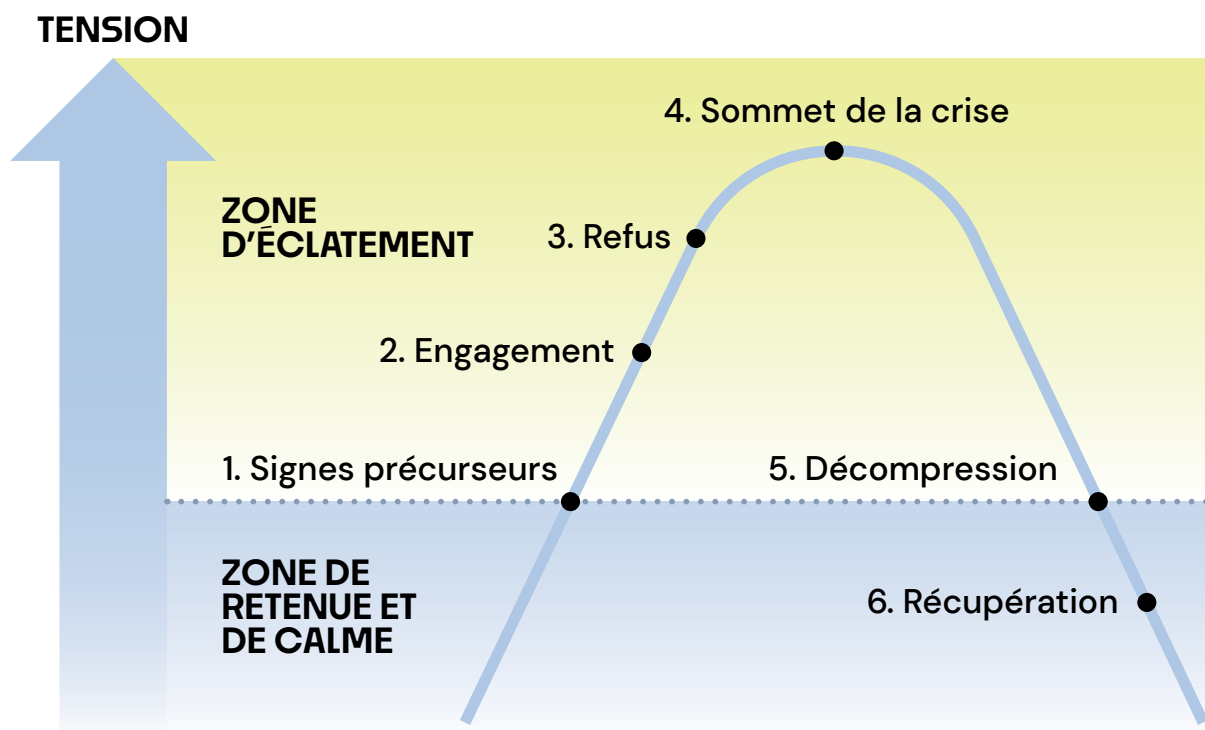 TENSION
4. Sommet de la crise
ZONE
D'ÉCLATEMENT
3. Refus
2. Engagement
1. Signes précurseurs
5. Décompression
ZONE DE
RETENUE ET
DE CALME
6. Récupération